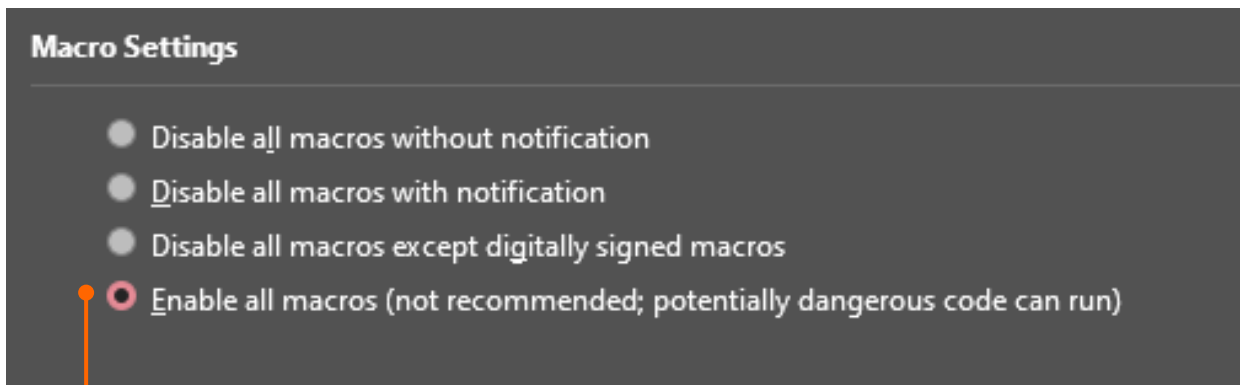 Macro Settings
Disable all macros without notification
Disable all macros with notification
Disable all macros except digitally signed macros
Enable all macros (not recommended; potentially dangerous code can run)